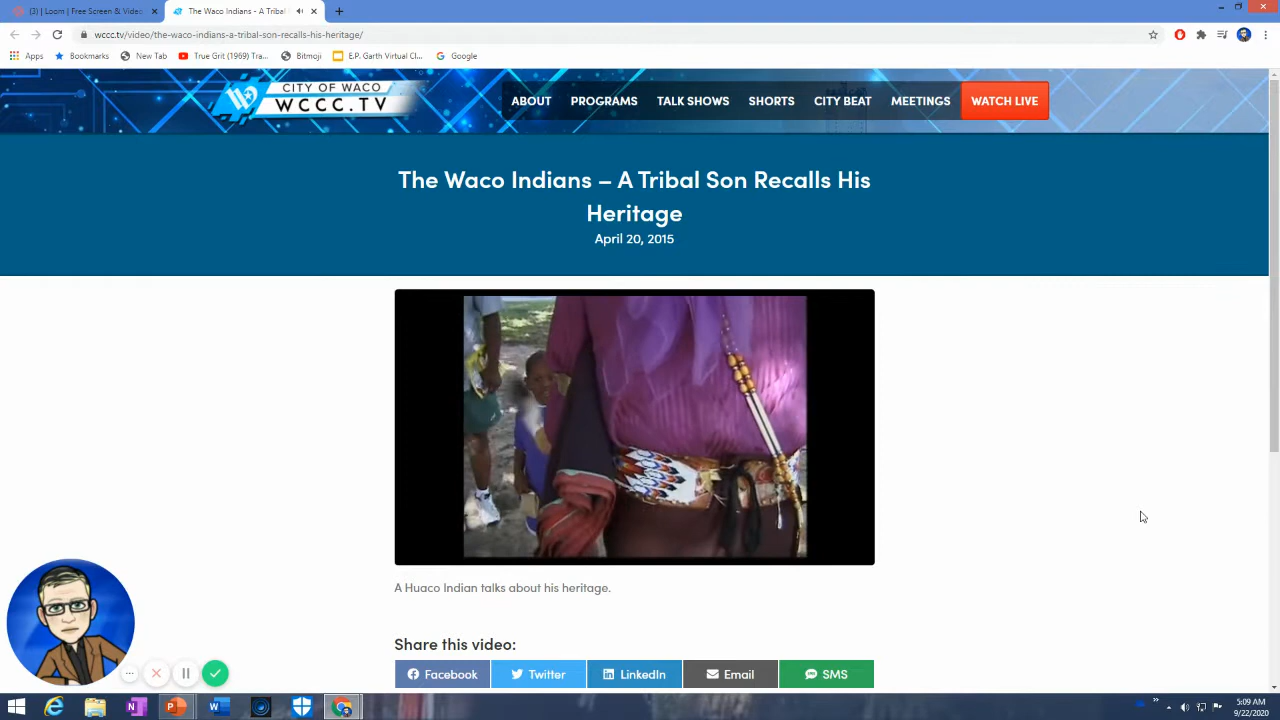 (3) | Loom | Free Screen & Video
The Waco Indians - A Tribal
wccc.tv/video/the-waco-indians-a-tribal-son-recalls-his-heritage/
Apps Bookmarks New Tab True Grit (1969) Tra... Bitmoji E.P. Garth Virtual Cl... Google
CITY OF WACO
WCCC.TV
ABOUT PROGRAMS TALK SHOWS SHORTS CITY BEAT MEETINGS WATCH LIVE
The Waco Indians – A Tribal Son Recalls His
Heritage
April 20, 2015
A Huaco Indian talks about his heritage.
Share this video:
Facebook Twitter LinkedIn Email SMS
5:09 AM
9/22/2020